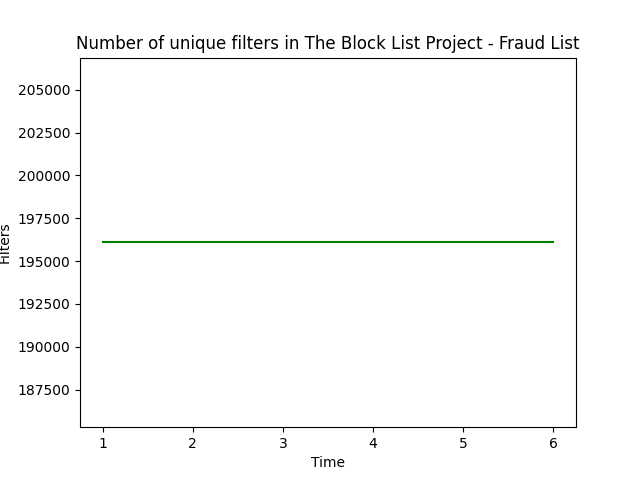 Number of unique filters in The Block List Project - Fraud List
205000
202500
200000
197500
195000
192500
190000
187500
Filters
1 2 3 4 5 6
Time